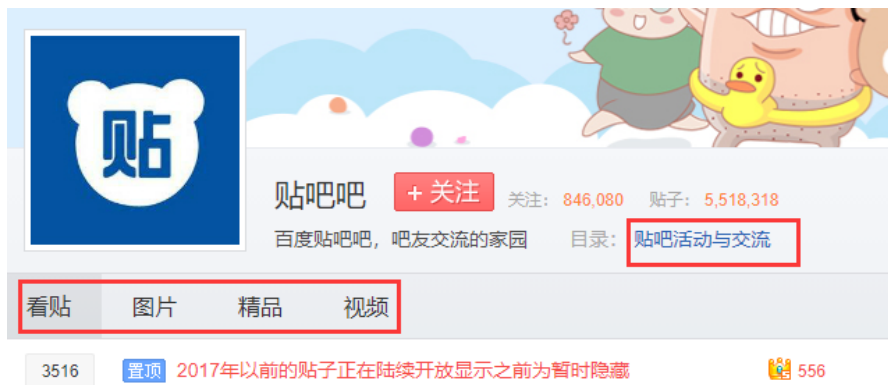 贴
贴吧吧 + 关注 关注: 846,080 贴子: 5,518,318
百度贴吧吧，吧友交流的家园 目录: 贴吧活动与交流
看贴 图片 精品 视频
3516 置顶 2017年以前的贴子正在陆续开放显示之前为暂时隐藏 556